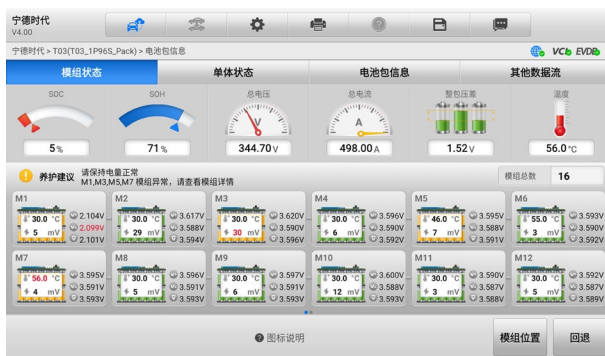 宁德时代
V4.00
宁德时代 > T03(T03_1P96S_Pack) > 电池包信息
VCI EVDB
模组状态 单体状态 电池包信息 其他数据流
SOC SOH 总电压 总电流 整包压差 温度
V A
5 % 71 % 344.70 V 498.00 A 1.52 V 56.0 °C
养护建议 请保持电量正常
M1,M3,M5,M7 模组异常，请查看模组详情
模组总数 16
M1 M2 M3 M4 M5 M6
30.0 °C 2.104V 30.0 °C 3.617V 30.0 °C 3.620V 30.0 °C 3.596V 46.0 °C 3.595V 55.0 °C 3.593V
2.099V 3.588V 3.590V 3.590V 3.588V 3.590V
5 mV 2.101V 29 mV 3.594V 30 mV 3.596V 6 mV 3.592V 7 mV 3.591V 3 mV 3.592V
M7 M8 M9 M10 M11 M12
56.0 °C 3.595V 30.0 °C 3.596V 30.0 °C 3.597V 30.0 °C 3.600V 30.0 °C 3.590V 30.0 °C 3.592V
3.591V 3.591V 3.591V 3.588V 3.587V 3.587V
4 mV 3.593V 5 mV 3.593V 6 mV 3.593V 12 mV 3.593V 3 mV 3.588V 5 mV 3.589V
图标说明
模组位置 回退